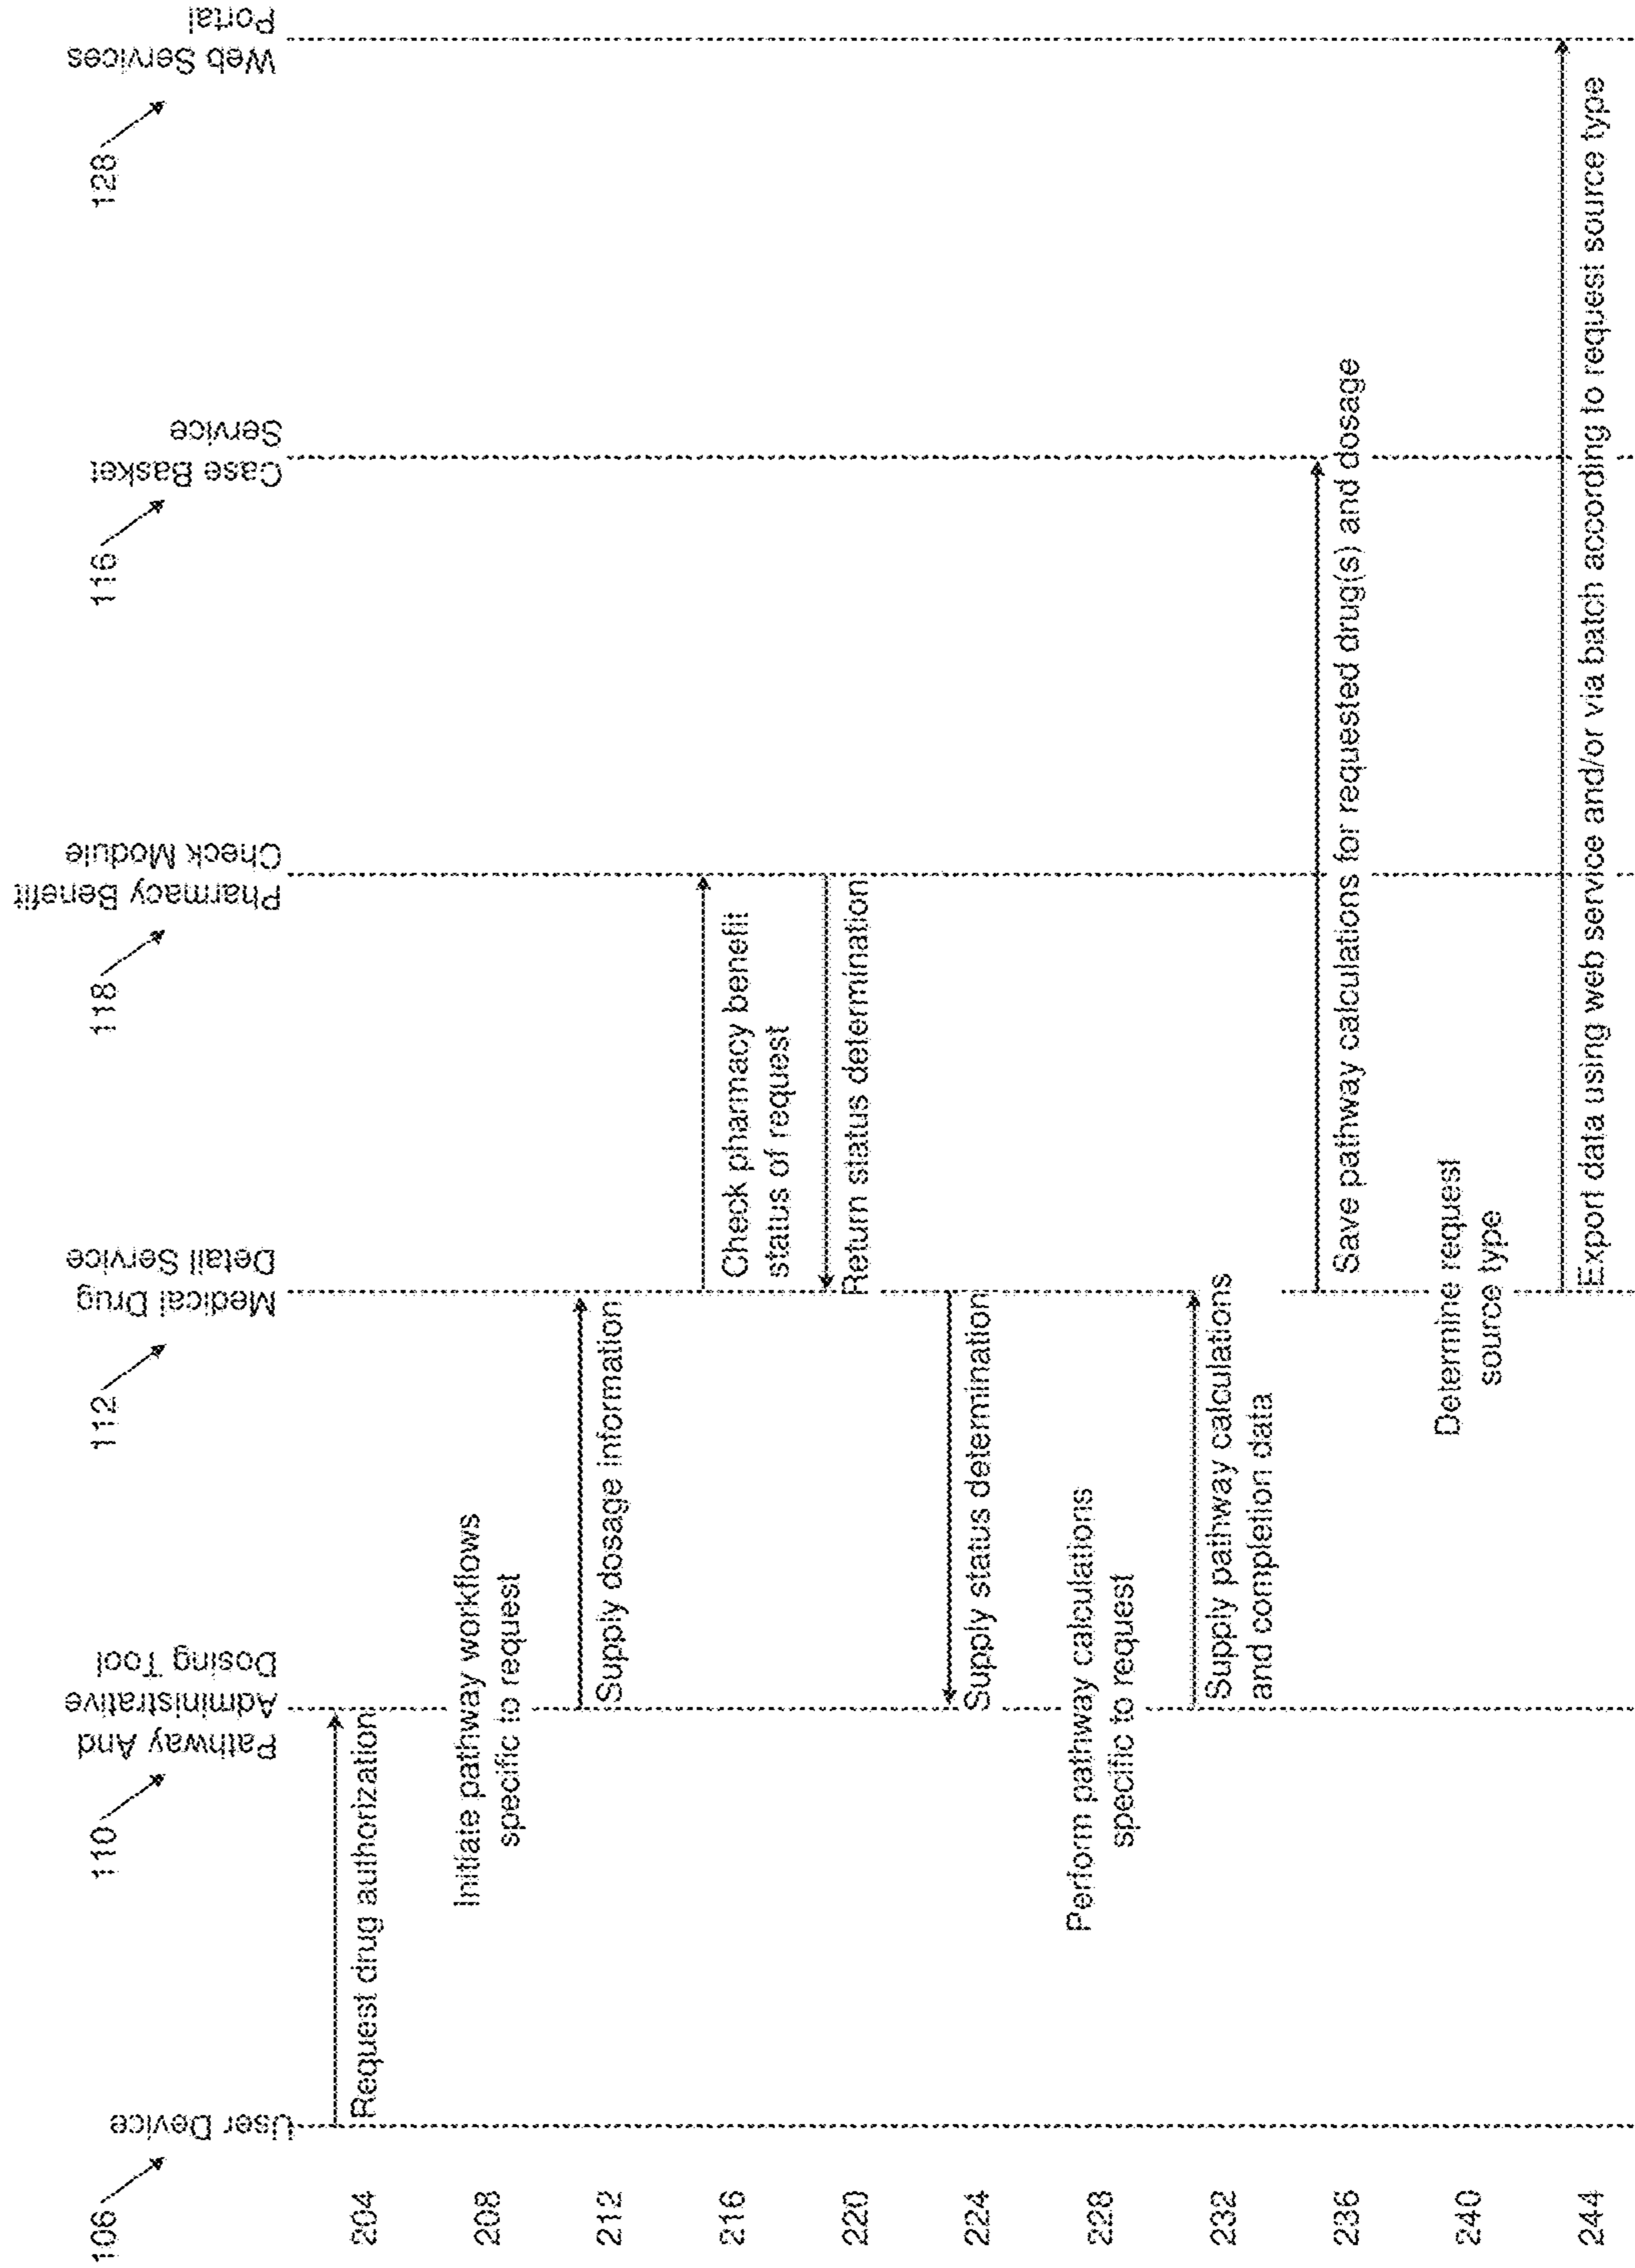 106
User Device
110
Pathway And
Administrative
Dosing Tool
112
Medical Drug
Detail Service
118
Pharmacy Benefit
Check Module
116
Case Basket
Service
128
Web Services
Portal
204
Request drug authorization
208
Initiate pathway workflows
specific to request
212
Supply dosage information
216
Check pharmacy benefit
status of request
220
Return status determination
224
Supply status determination
228
Perform pathway calculations
specific to request
232
Supply pathway calculations
and completion data
236
Save pathway calculations for requested drug(s) and dosage
240
Determine request
source type
244
Export data using web service and/or via batch according to request source type